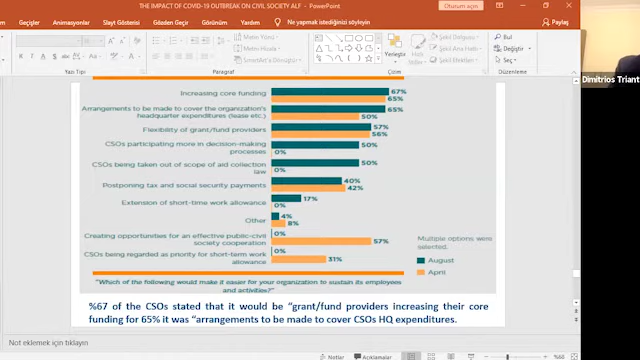 THE IMPACT OF COVID-19 OUTBREAK ON CIVIL SOCIETY ALF - PowerPoint
Oturum açın
Geçişler Animasyonlar Slayt Gösterisi Gözden Geçir Görünüm Yardım Ne yapmak istediğinizi söyleyin Paylaş
Metin Yönü
Metni Hizala
SmartArt'a Dönüştür
Yerleştir
Şekil Dolgusu
Şekil Ana Hattı
Şekil Efektleri
Bul
Değiştir
Seç
Yazı Tipi Paragraf Çizim Düzenleme
Dimitrios Triant
Increasing core funding 67%
65%
Arrangements to be made to cover the organization's
headquarter expenditures (lease etc.) 65%
50%
Flexibility of grant/fund providers 57%
56%
CSOs participating more in decision-making
processes 50%
0%
CSOs being taken out of scope of aid collection
law 50%
0%
Postponing tax and social security payments 40%
42%
Extension of short-time work allowance 17%
0%
Other 4%
8%
Creating opportunities for an effective public-civil
society cooperation 0%
57%
CSOs being regarded as priority for short-term work
allowance 0%
31%
Multiple options were
selected.
August
April
"Which of the following would make it easier for your organization to sustain its employees
and activities?"
%67 of the CSOs stated that it would be "grant/fund providers increasing their core
funding for 65% it was "arrangements to be made to cover CSOs HQ expenditures.
Not eklemek için tıklatın
Notlar Açıklamalar